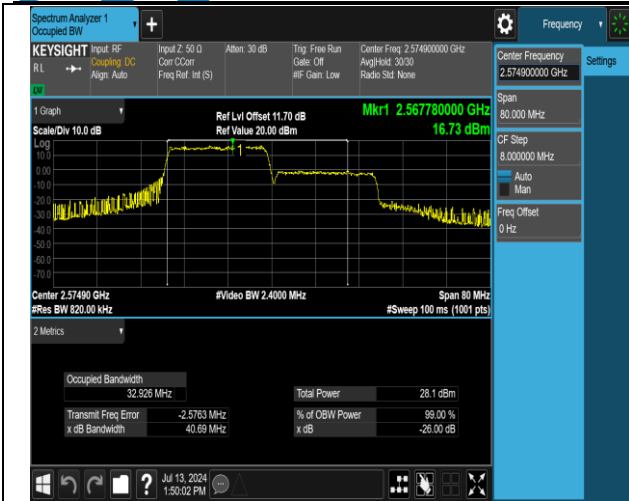 Spectrum Analyzer 1
Occupied BW
+
Frequency
KEYSIGHT
RL
Input: RF
Coupling: DC
Align: Auto
Input Z: 50 Ω
Corr CCorr
Freq Ref: Int (S)
Atten: 30 dB
Trig: Free Run
Gate: Off
#IF Gain: Low
Center Freq: 2.574900000 GHz
Avg|Hold: 30/30
Radio Std: None
Center Frequency
2.574900000 GHz
Settings
Span
80.000 MHz
CF Step
8.000000 MHz
Auto
Man
Freq Offset
0 Hz
1 Graph
Scale/Div 10.0 dB
Ref Lvl Offset 11.70 dB
Ref Value 20.00 dBm
Mkr1 2.567780000 GHz
16.73 dBm
Log
10.0
0.00
-10.0
-20.0
-30.0
-40.0
-50.0
-60.0
-70.0
1
Center 2.57490 GHz
#Res BW 820.00 kHz
#Video BW 2.4000 MHz
Span 80 MHz
#Sweep 100 ms (1001 pts)
2 Metrics
Occupied Bandwidth
32.926 MHz
Total Power 28.1 dBm
Transmit Freq Error -2.5763 MHz
% of OBW Power 99.00 %
x dB Bandwidth 40.69 MHz
x dB -26.00 dB
?
Jul 13, 2024
1:50:02 PM